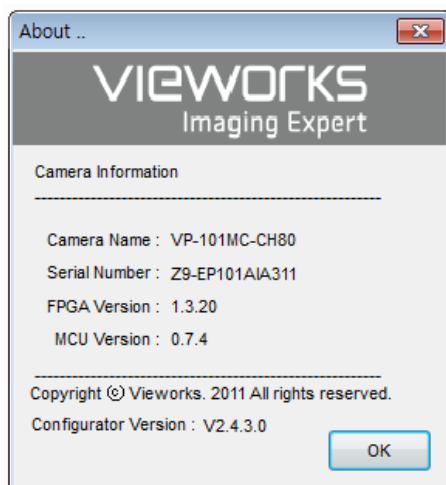 About ..
VIEWORKS
Imaging Expert
Camera Information
----------------------------------------------------------------------
Camera Name : VP-101MC-CH80
Serial Number : Z9-EP101AIA311
FPGA Version : 1.3.20
MCU Version : 0.7.4
----------------------------------------------------------------------
Copyright ⓒ Vieworks. 2011 All rights reserved.
Configurator Version : V2.4.3.0
OK